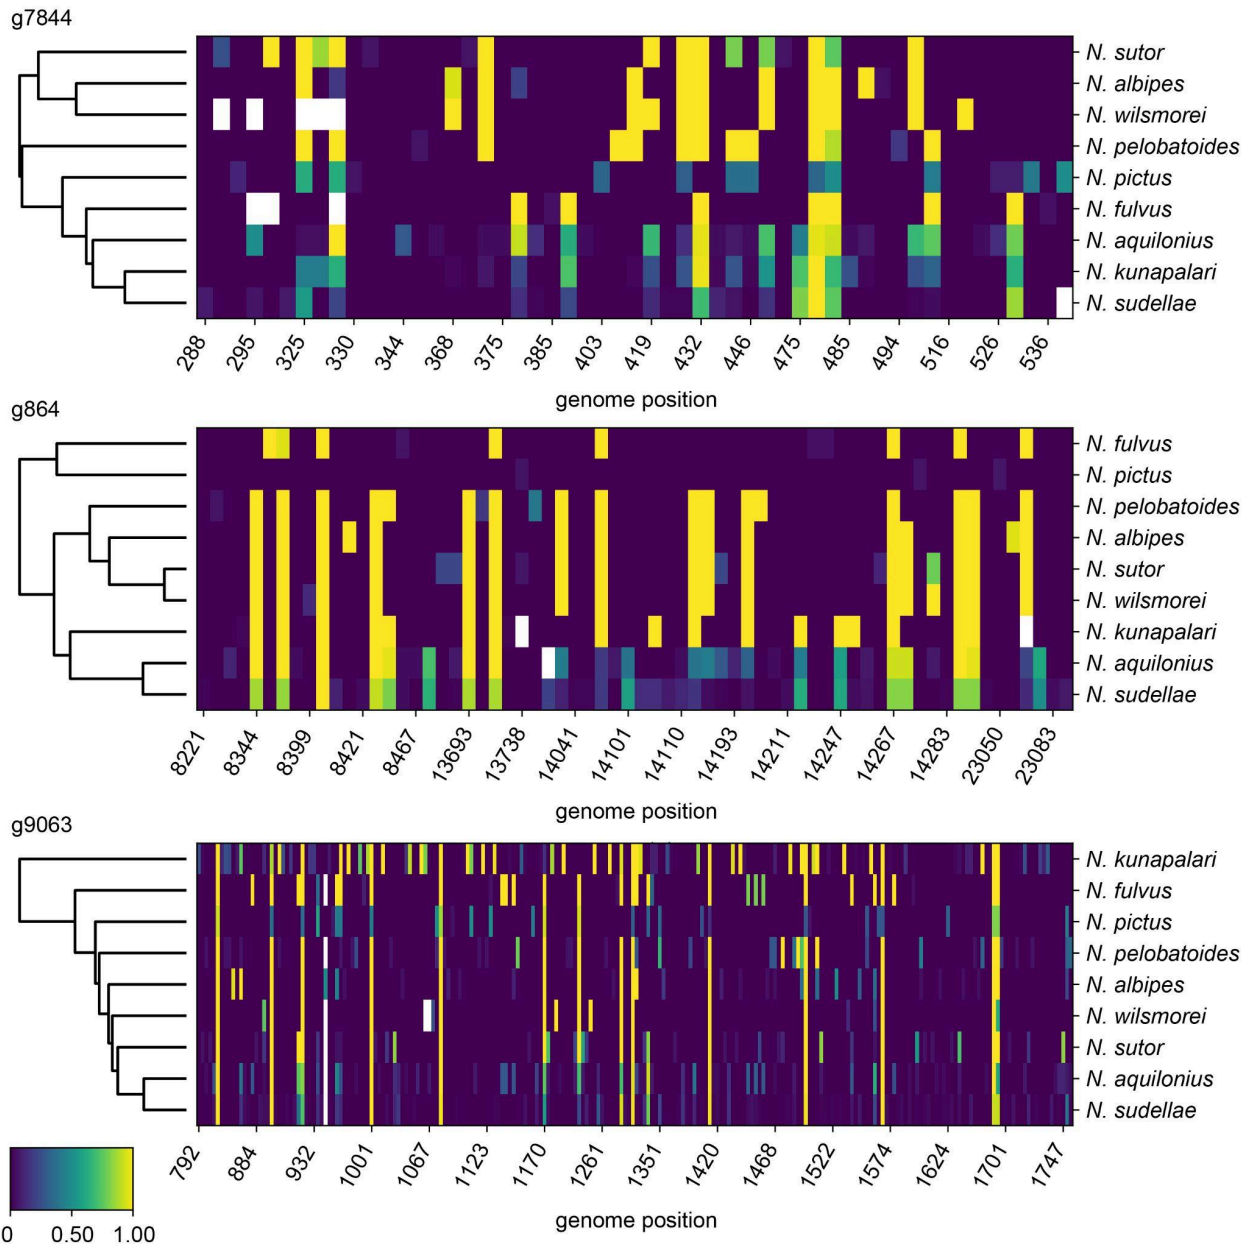 g7844
N. sutor
N. albipes
N. wilsmorei
N. pelobatoides
N. pictus
N. fulvus
N. aquilonius
N. kunapalari
N. sudellae
288 295 325 330 344 368 375 385 403 419 432 446 475 485 494 516 526 536
genome position
g864
N. fulvus
N. pictus
N. pelobatoides
N. albipes
N. sutor
N. wilsmorei
N. kunapalari
N. aquilonius
N. sudellae
8221 8344 8399 8421 8467 13693 13738 14041 14101 14110 14193 14211 14247 14267 14283 23050 23083
genome position
g9063
N. kunapalari
N. fulvus
N. pictus
N. pelobatoides
N. albipes
N. wilsmorei
N. sutor
N. aquilonius
N. sudellae
792 884 932 1001 1067 1123 1170 1261 1351 1420 1468 1522 1574 1624 1701 1747
genome position
0 0.50 1.00